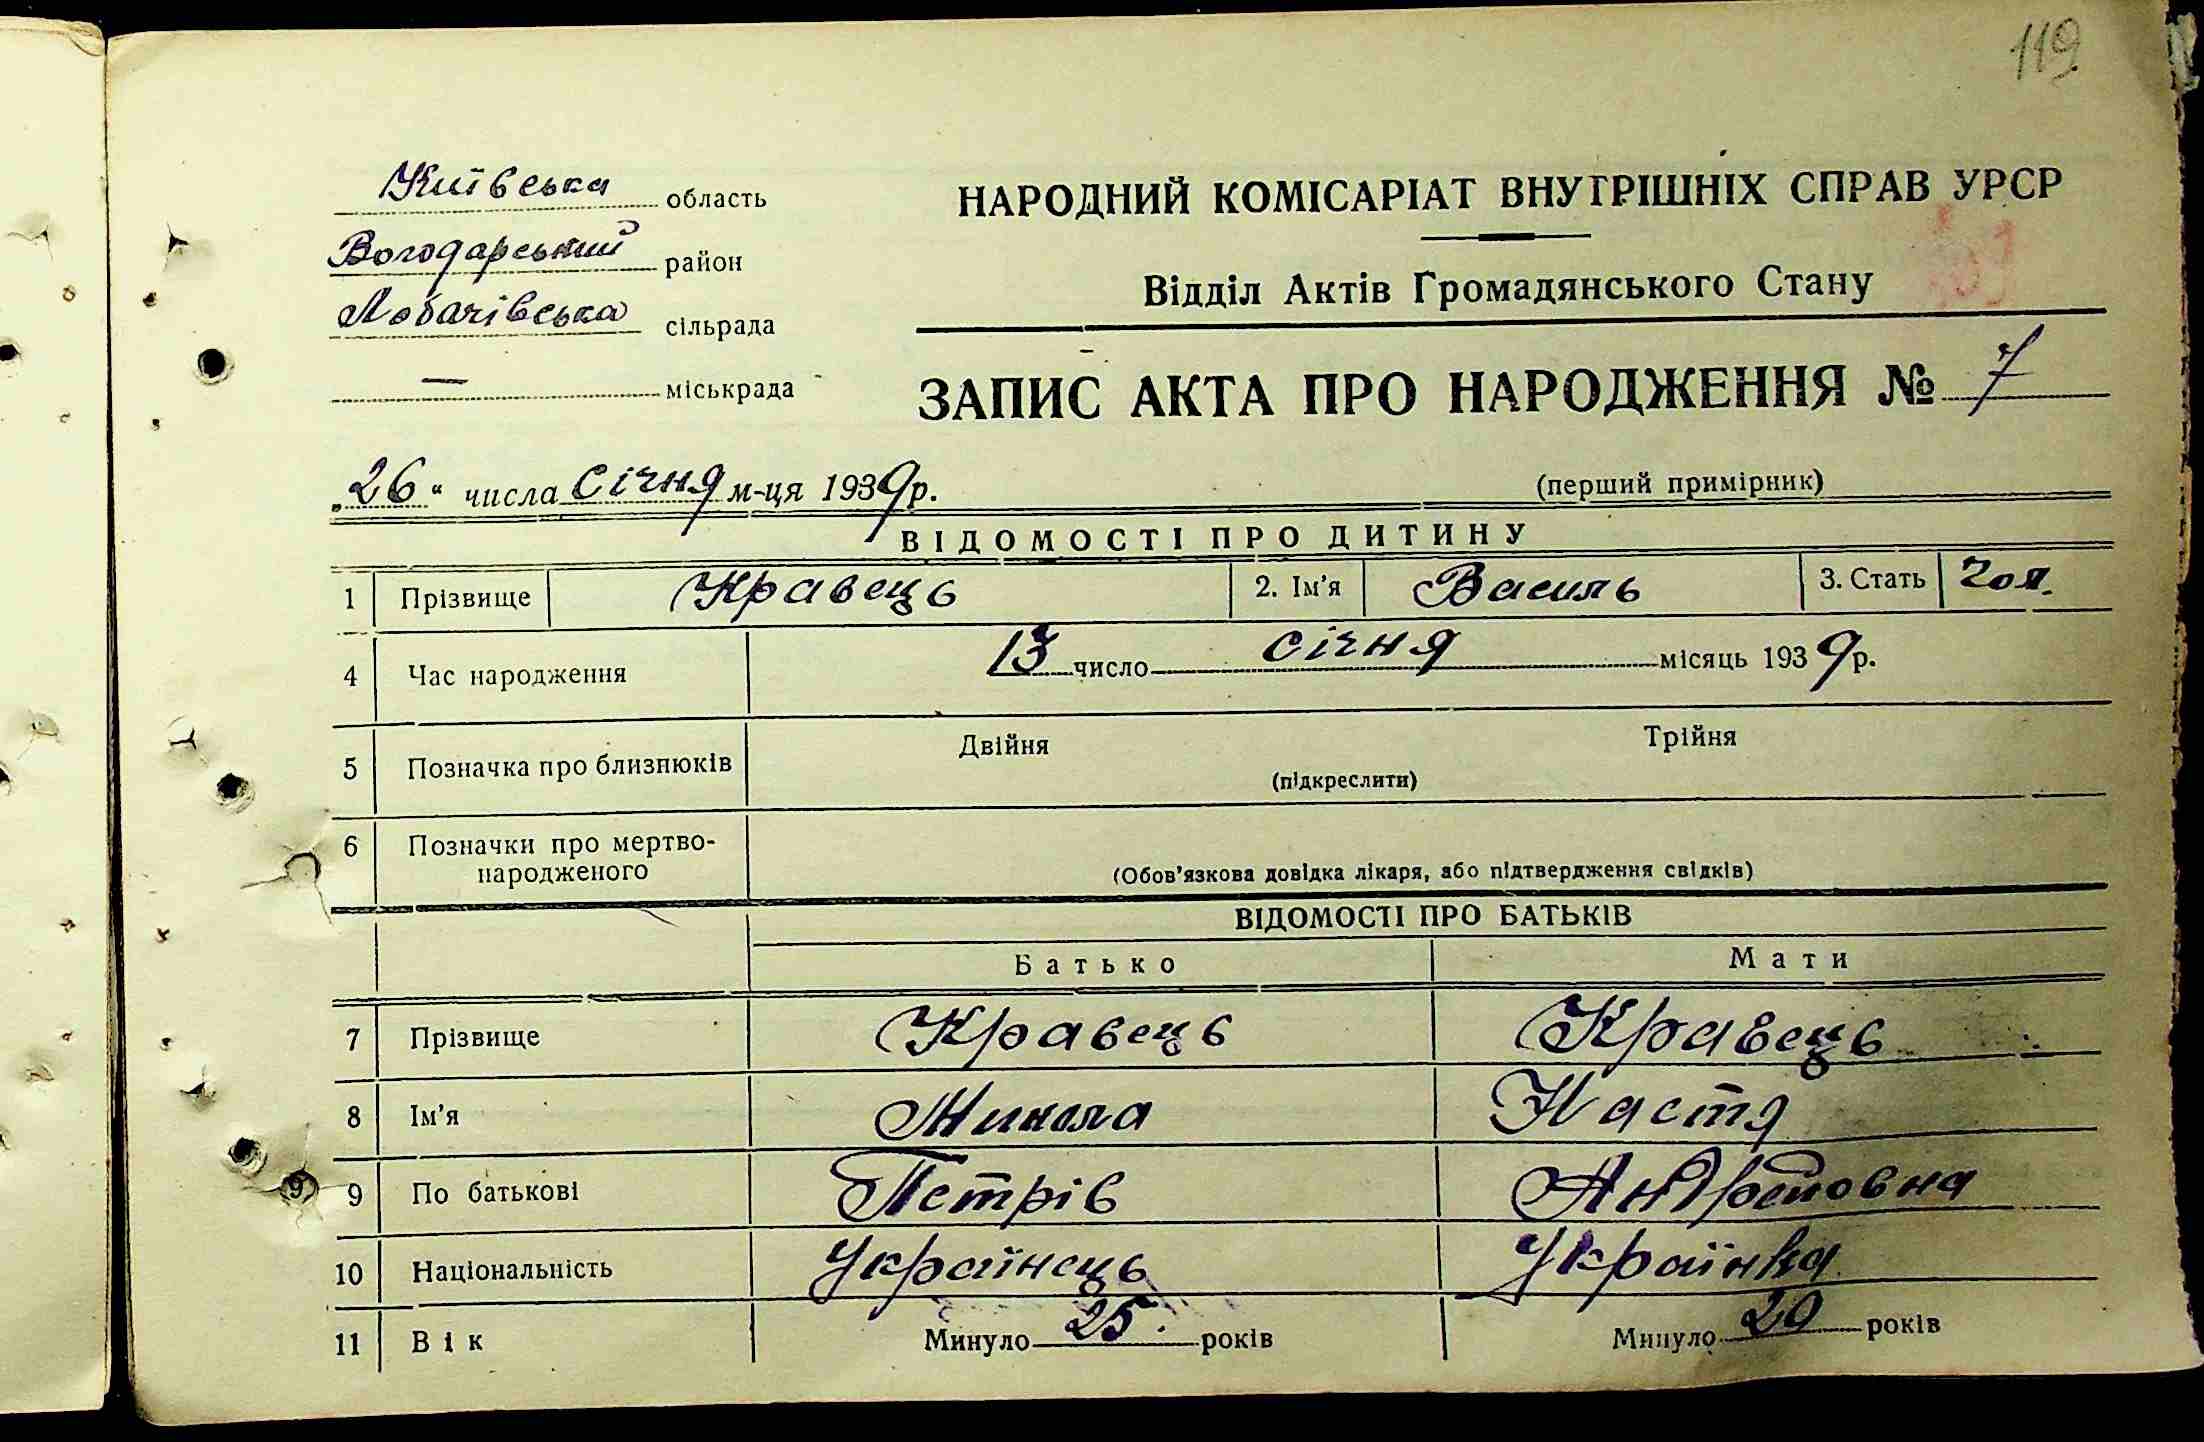 119
Київська область
Вогодарський район
Лобачівська сільрада
— міськрада
НАРОДНИЙ КОМІСАРІАТ ВНУТРІШНІХ СПРАВ УРСР
Відділ Актів Громадянського Стану
ЗАПИС АКТА ПРО НАРОДЖЕННЯ № 7
„26“ числа січня м-ця 1939р.
(перший примірник)
ВІДОМОСТІ ПРО ДИТИНУ
1 Прізвище Кравець 2. Ім'я Василь 3. Стать чол.
4 Час народження 13 число січня місяць 1939р.
5 Позначка про близнюків Двійня Трійня
(підкреслити)
6 Позначки про мертво-
народженого
(Обов'язкова довідка лікаря, або підтвердження свідків)
ВІДОМОСТІ ПРО БАТЬКІВ
Батько Мати
7 Прізвище Кравець Кравець
8 Ім'я Микола Настя
9 По батькові Петрів Андреповна
10 Національність Українець Українка
11 Вік Минуло 25 років Минуло 20 років